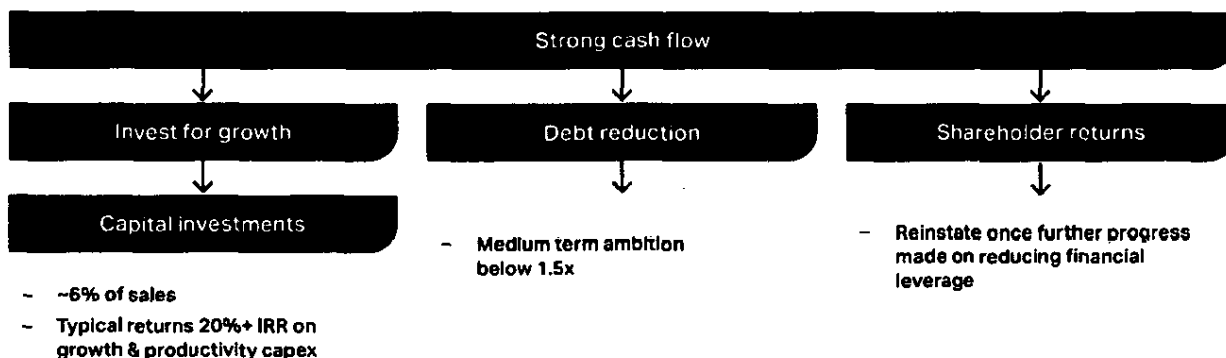 Strong cash flow
Invest for growth
Debt reduction
Shareholder returns
Capital investments
- Medium term ambition
below 1.5x
- Reinstate once further progress
made on reducing financial
leverage
- ~6% of sales
- Typical returns 20%+ IRR on
growth & productivity capex